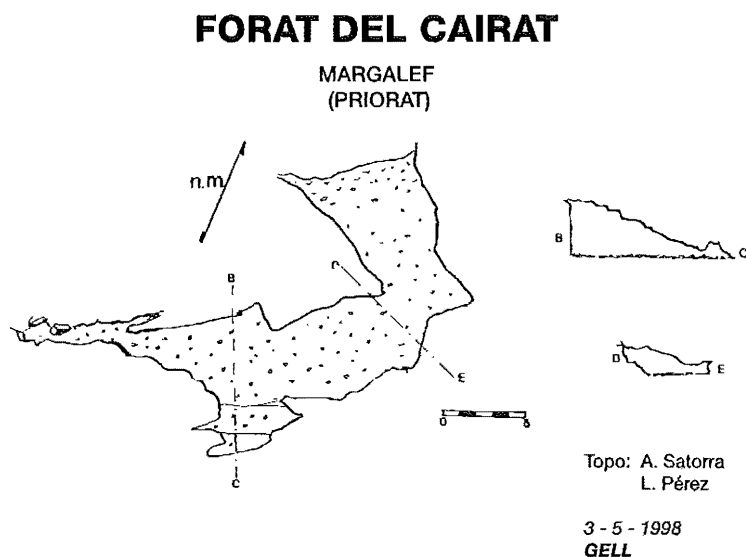 FORAT DEL CAIRAT
MARGALEF
(PRIORAT)
n.m.
B
D
E
C
0 5
B C
D E
Topo: A. Satorra
L. Pérez
3 - 5 - 1998
GELL